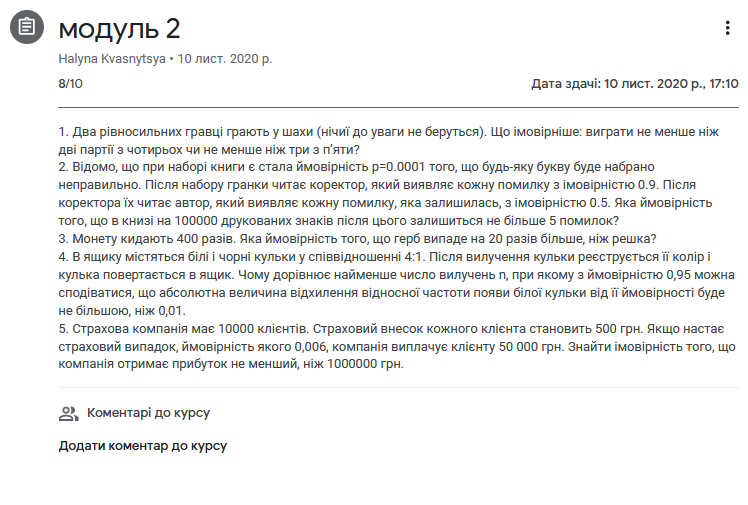 модуль 2
Halyna Kvasnytsya • 10 лист. 2020 р.
8/10 Дата здачі: 10 лист. 2020 р., 17:10
1. Два рівносильних гравці грають у шахи (нічиї до уваги не беруться). Що імовірніше: виграти не менше ніж
дві партії з чотирьох чи не менше ніж три з п’яти?
2. Відомо, що при наборі книги є стала ймовірність p=0.0001 того, що будь-яку букву буде набрано
неправильно. Після набору гранки читає коректор, який виявляє кожну помилку з імовірністю 0.9. Після
коректора їх читає автор, який виявляє кожну помилку, яка залишилась, з імовірністю 0.5. Яка ймовірність
того, що в книзі на 100000 друкованих знаків після цього залишиться не більше 5 помилок?
3. Монету кидають 400 разів. Яка ймовірність того, що герб випаде на 20 разів більше, ніж решка?
4. В ящику містяться білі і чорні кульки у співвідношенні 4:1. Після вилучення кульки реєструється її колір і
кулька повертається в ящик. Чому дорівнює найменше число вилучень n, при якому з ймовірністю 0,95 можна
сподіватися, що абсолютна величина відхилення відносної частоти появи білої кульки від її ймовірності буде
не більшою, ніж 0,01.
5. Страхова компанія має 10000 клієнтів. Страховий внесок кожного клієнта становить 500 грн. Якщо настає
страховий випадок, ймовірність якого 0,006, компанія виплачує клієнту 50 000 грн. Знайти імовірність того, що
компанія отримає прибуток не менший, ніж 1000000 грн.
Коментарі до курсу
Додати коментар до курсу